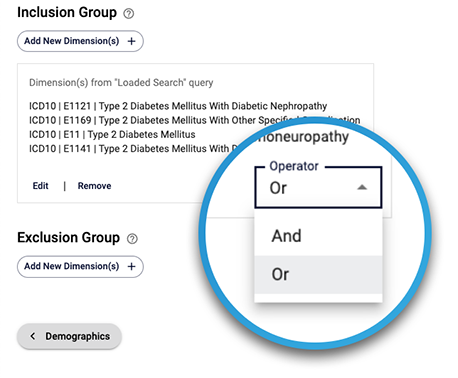 Inclusion Group ?
Add New Dimension(s) +
Dimension(s) from "Loaded Search" query
ICD10 | E1121 | Type 2 Diabetes Mellitus With Diabetic Nephropathy
ICD10 | E1169 | Type 2 Diabetes Mellitus With Other Specified
ICD10 | E11 | Type 2 Diabetes Mellitus
ICD10 | E1141 | Type 2 Diabetes Mellitus With
Edit | Remove
oneuropathy
Operator
Or
And
Or
Exclusion Group ?
Add New Dimension(s) +
< Demographics